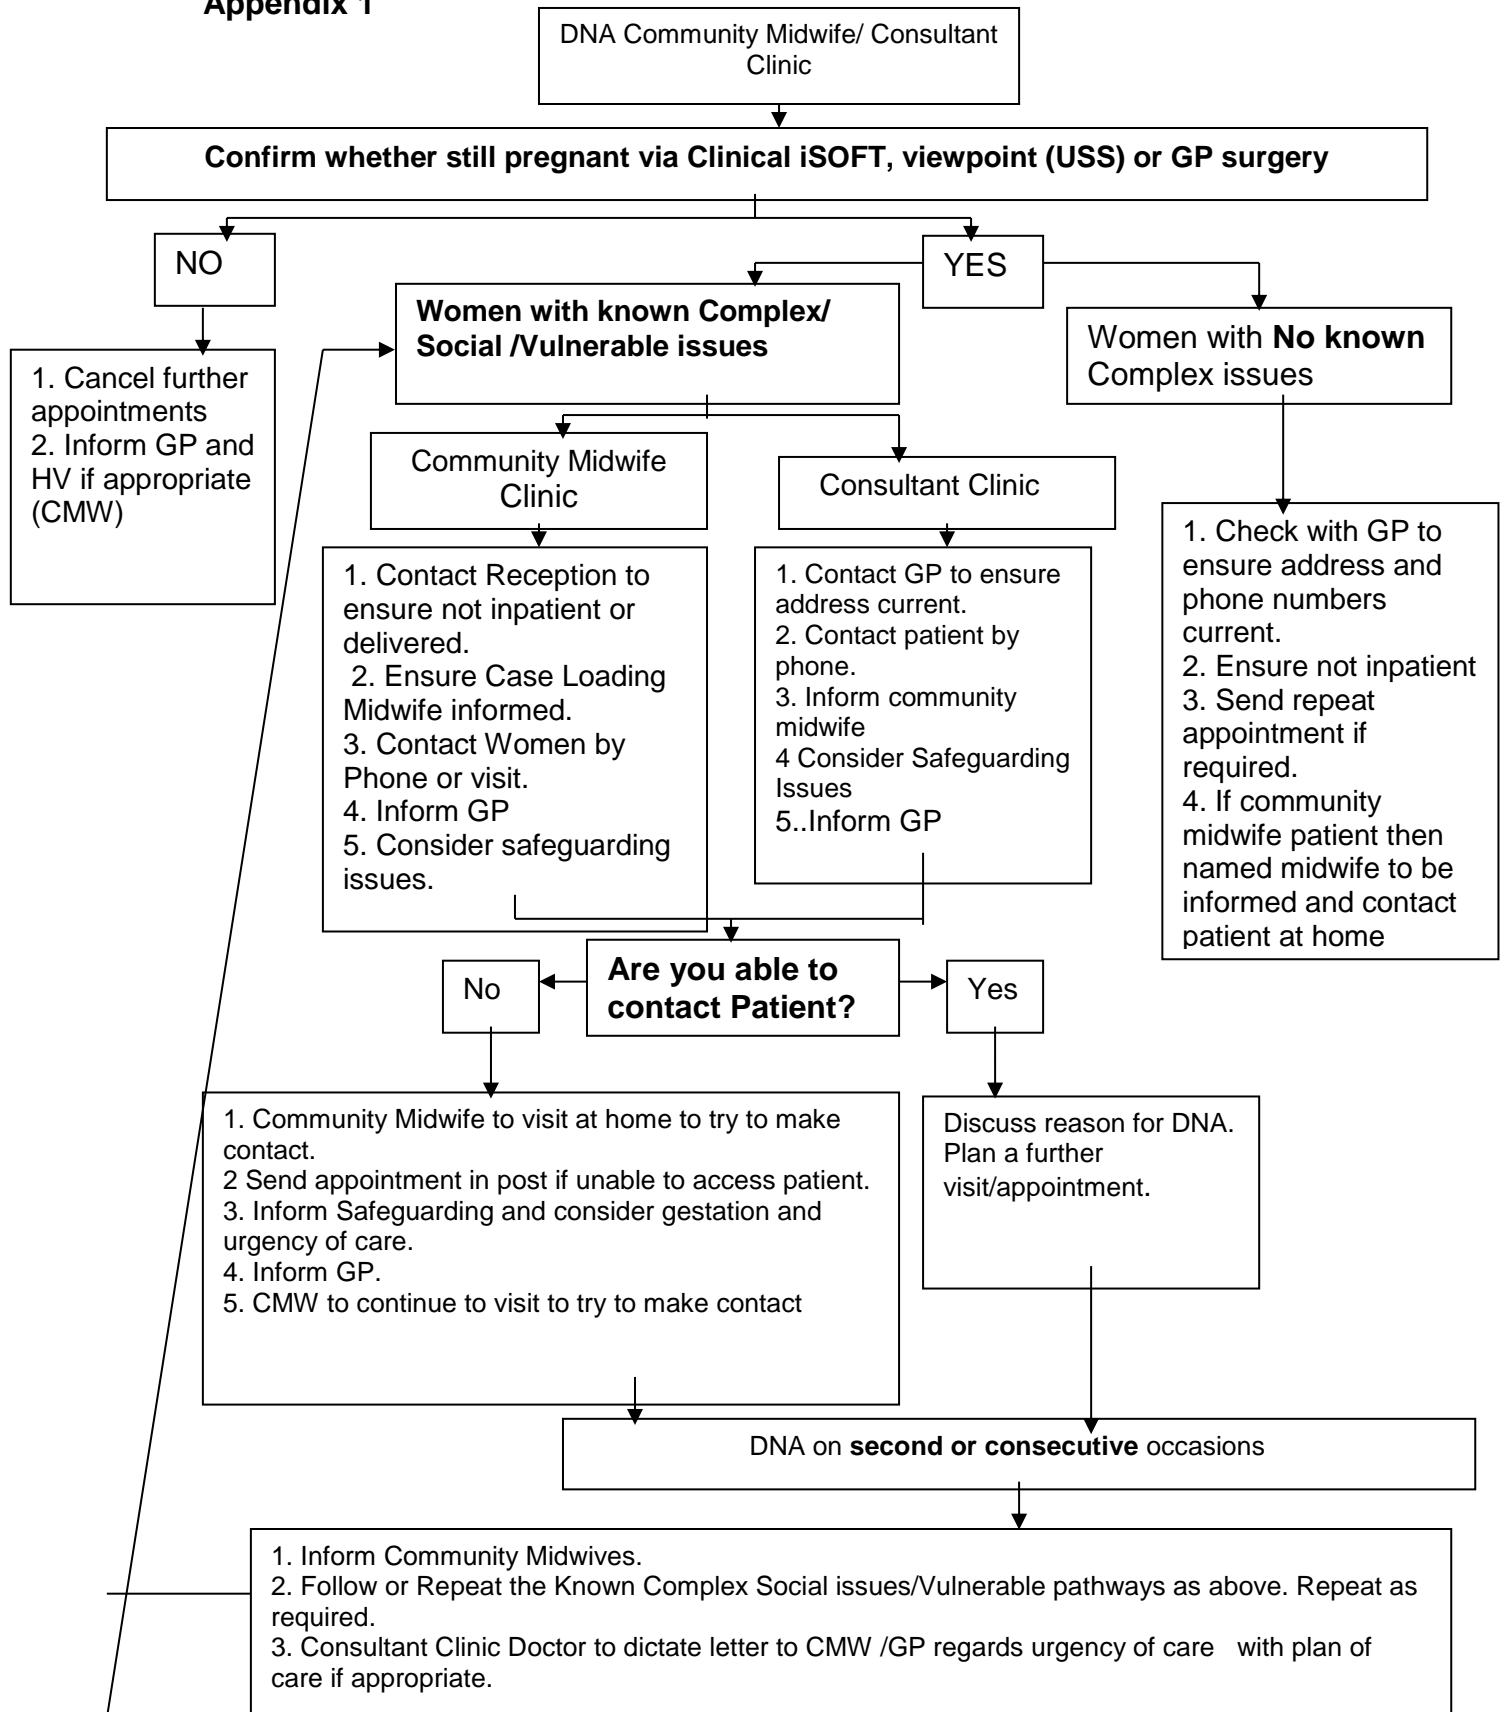 Appendix 1
DNA Community Midwife/ Consultant
Clinic
Confirm whether still pregnant via Clinical iSOFT, viewpoint (USS) or GP surgery
NO
YES
1. Cancel further
appointments
2. Inform GP and
HV if appropriate
(CMW)
Women with known Complex/
Social /Vulnerable issues
Women with No known
Complex issues
Community Midwife
Clinic
Consultant Clinic
1. Contact Reception to
ensure not inpatient or
delivered.
2. Ensure Case Loading
Midwife informed.
3. Contact Women by
Phone or visit.
4. Inform GP
5. Consider safeguarding
issues.
1. Contact GP to ensure
address current.
2. Contact patient by
phone.
3. Inform community
midwife
4 Consider Safeguarding
Issues
5..Inform GP
1. Check with GP to
ensure address and
phone numbers
current.
2. Ensure not inpatient
3. Send repeat
appointment if
required.
4. If community
midwife patient then
named midwife to be
informed and contact
patient at home
Are you able to
contact Patient?
No
Yes
1. Community Midwife to visit at home to try to make
contact.
2 Send appointment in post if unable to access patient.
3. Inform Safeguarding and consider gestation and
urgency of care.
4. Inform GP.
5. CMW to continue to visit to try to make contact
Discuss reason for DNA.
Plan a further
visit/appointment.
DNA on second or consecutive occasions
1. Inform Community Midwives.
2. Follow or Repeat the Known Complex Social issues/Vulnerable pathways as above. Repeat as
required.
3. Consultant Clinic Doctor to dictate letter to CMW /GP regards urgency of care with plan of
care if appropriate.